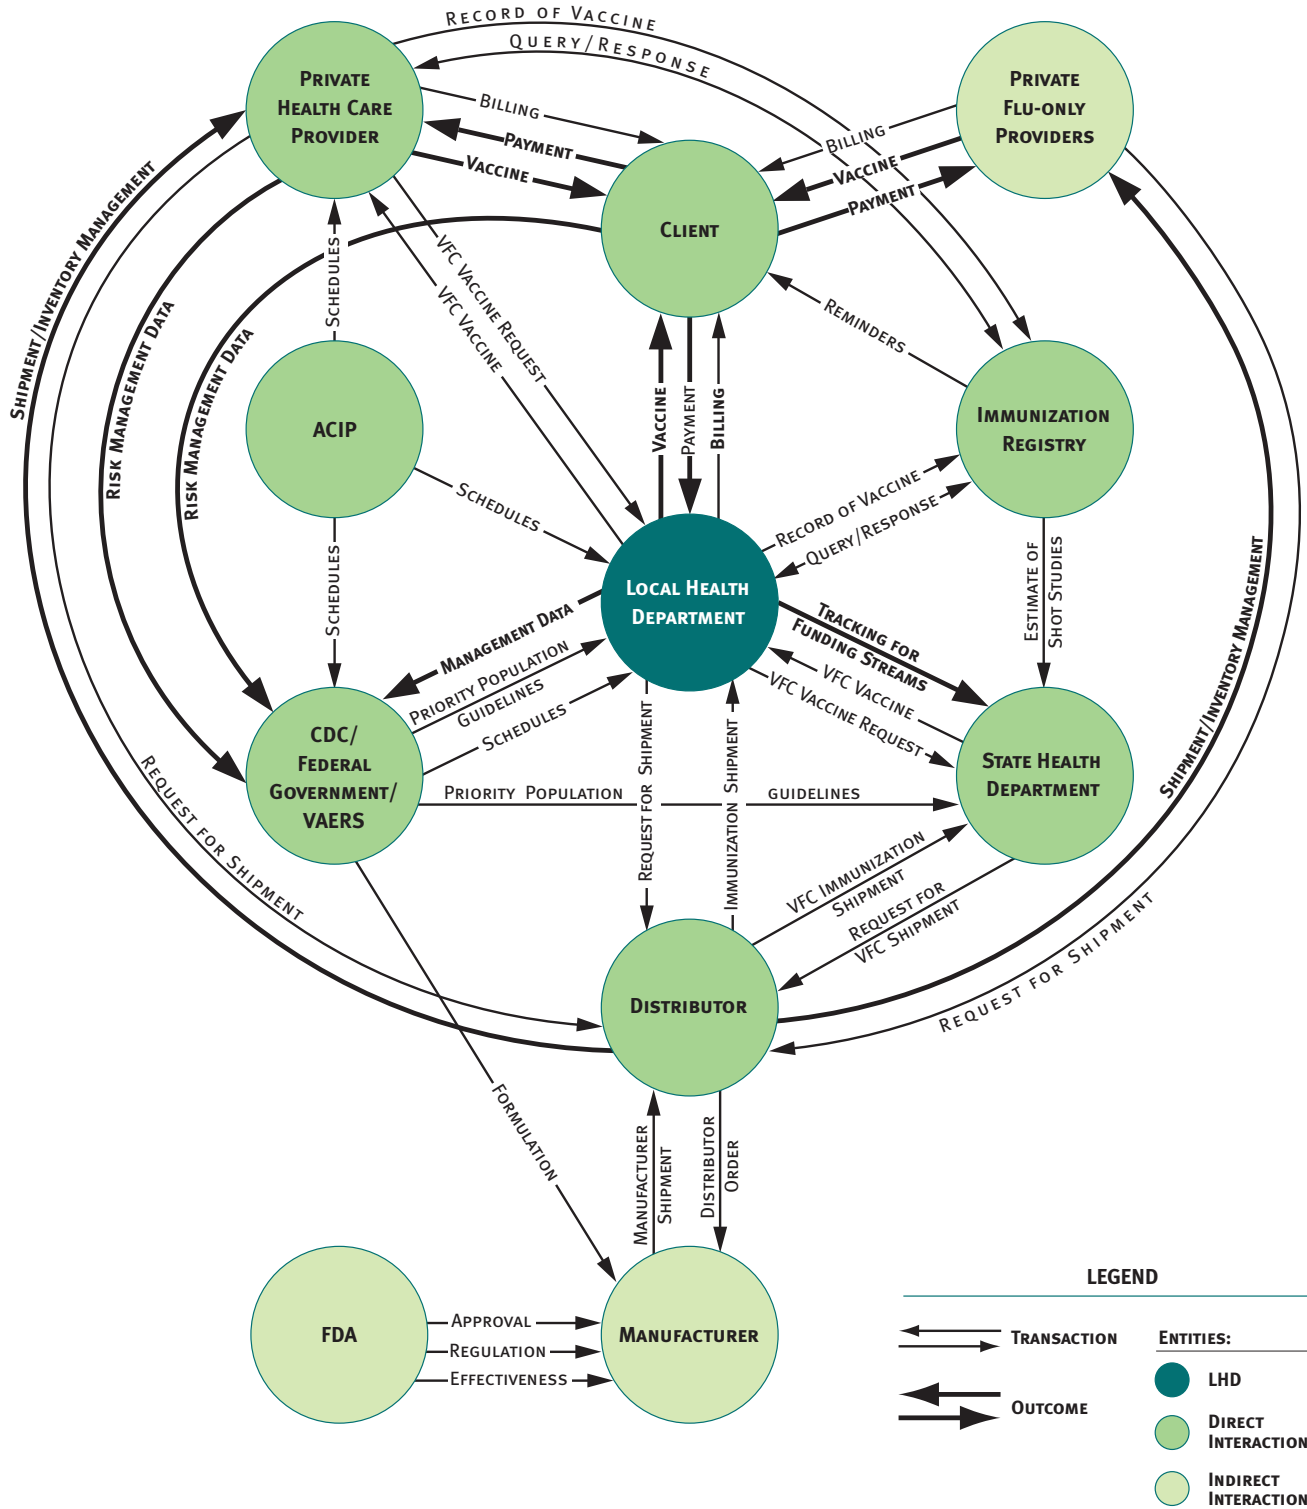 Record of Vaccine
Query/Response
Private
Health Care
Provider
Private
Flu-only
Providers
Billing
Payment
Vaccine
Billing
Vaccine
Payment
Client
Shipment/Inventory Management
Risk Management Data
Risk Management Data
Schedules
VFC Vaccine Request
VFC Vaccine
Reminders
ACIP
Immunization
Registry
Vaccine
Payment
Billing
Schedules
Record of Vaccine
Query/Response
Schedules
Estimate of
Shot Studies
Local Health
Department
Management Data
Priority Population
Guidelines
Schedules
Tracking for
Funding Streams
VFC Vaccine
VFC Vaccine Request
Shipment/Inventory Management
CDC/
Federal
Government/
VAERS
State Health
Department
Priority Population guidelines
Request for Shipment
Request for Shipment
Immunization Shipment
VFC Immunization
Shipment
Request for
VFC Shipment
Request for Shipment
Distributor
Formulation
Manufacturer
Shipment
Distributor
Order
FDA
Approval
Regulation
Effectiveness
Manufacturer
LEGEND
Transaction
Outcome
Entities:
LHD
Direct
Interaction
Indirect
Interaction